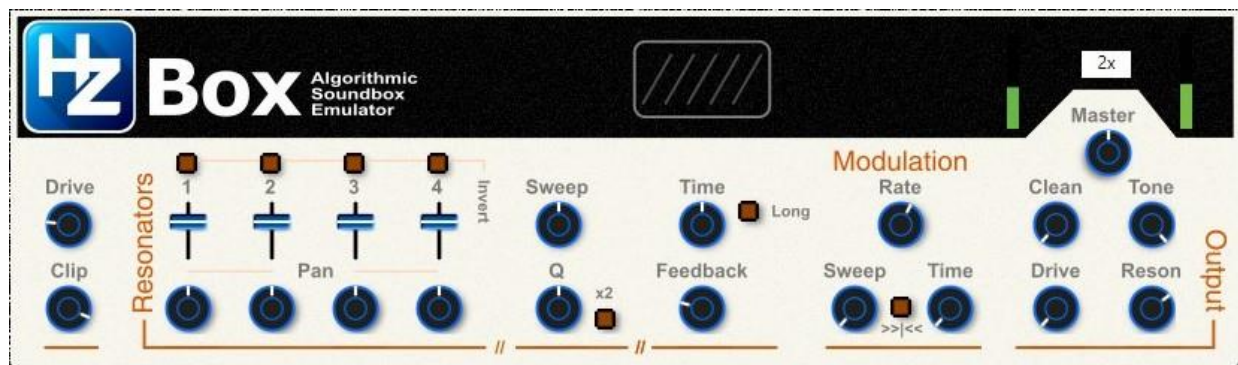 HZ
Box
Algorithmic
Soundbox
Emulator
2x
Master
Modulation
Drive
Resonators
1 2 3 4
Invert
Sweep
Time
Long
Rate
Clean Tone
Clip
Pan
Q
x2
Feedback
Sweep Time
>>|<<
Drive Reson
Output
// //